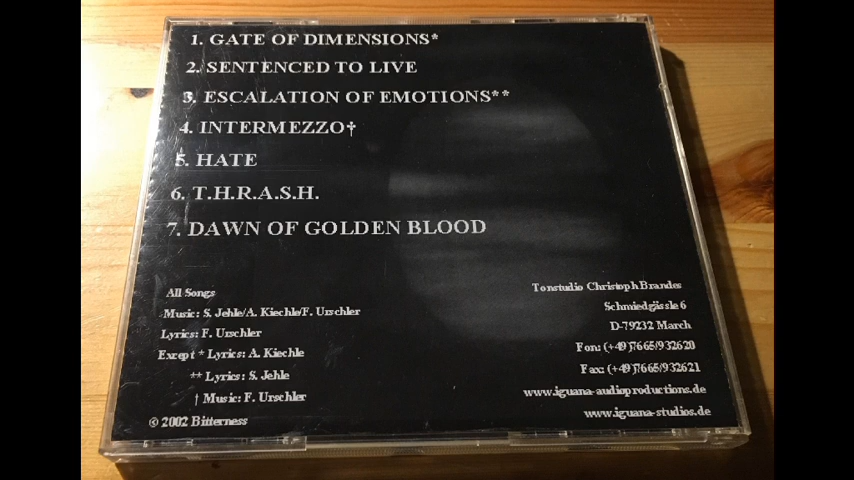 1. GATE OF DIMENSIONS*
2. SENTENCED TO LIVE
3. ESCALATION OF EMOTIONS**
4. INTERMEZZO†
5. HATE
6. T.H.R.A.S.H.
7. DAWN OF GOLDEN BLOOD
All Songs
Music: S. Jehle/A. Kiechle/F. Urschler
Lyrics: F. Urschler
Except * Lyrics: A. Kiechle
** Lyrics: S. Jehle
† Music: F. Urschler
© 2002 Bitterness
Tonstudio Christoph Brandes
Schmiedgässle 6
D-79232 March
Fon: (+49)7665/932620
Fax: (+49)7665/932621
www.iguana-audioproductions.de
www.iguana-studios.de